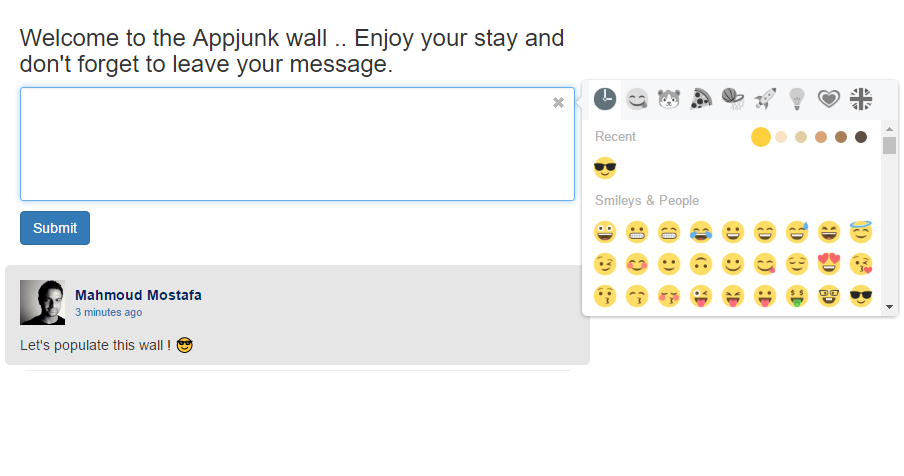 Welcome to the Appjunk wall .. Enjoy your stay and
don't forget to leave your message.
Recent
Smileys & People
Submit
Mahmoud Mostafa
3 minutes ago
Let's populate this wall ! 😎